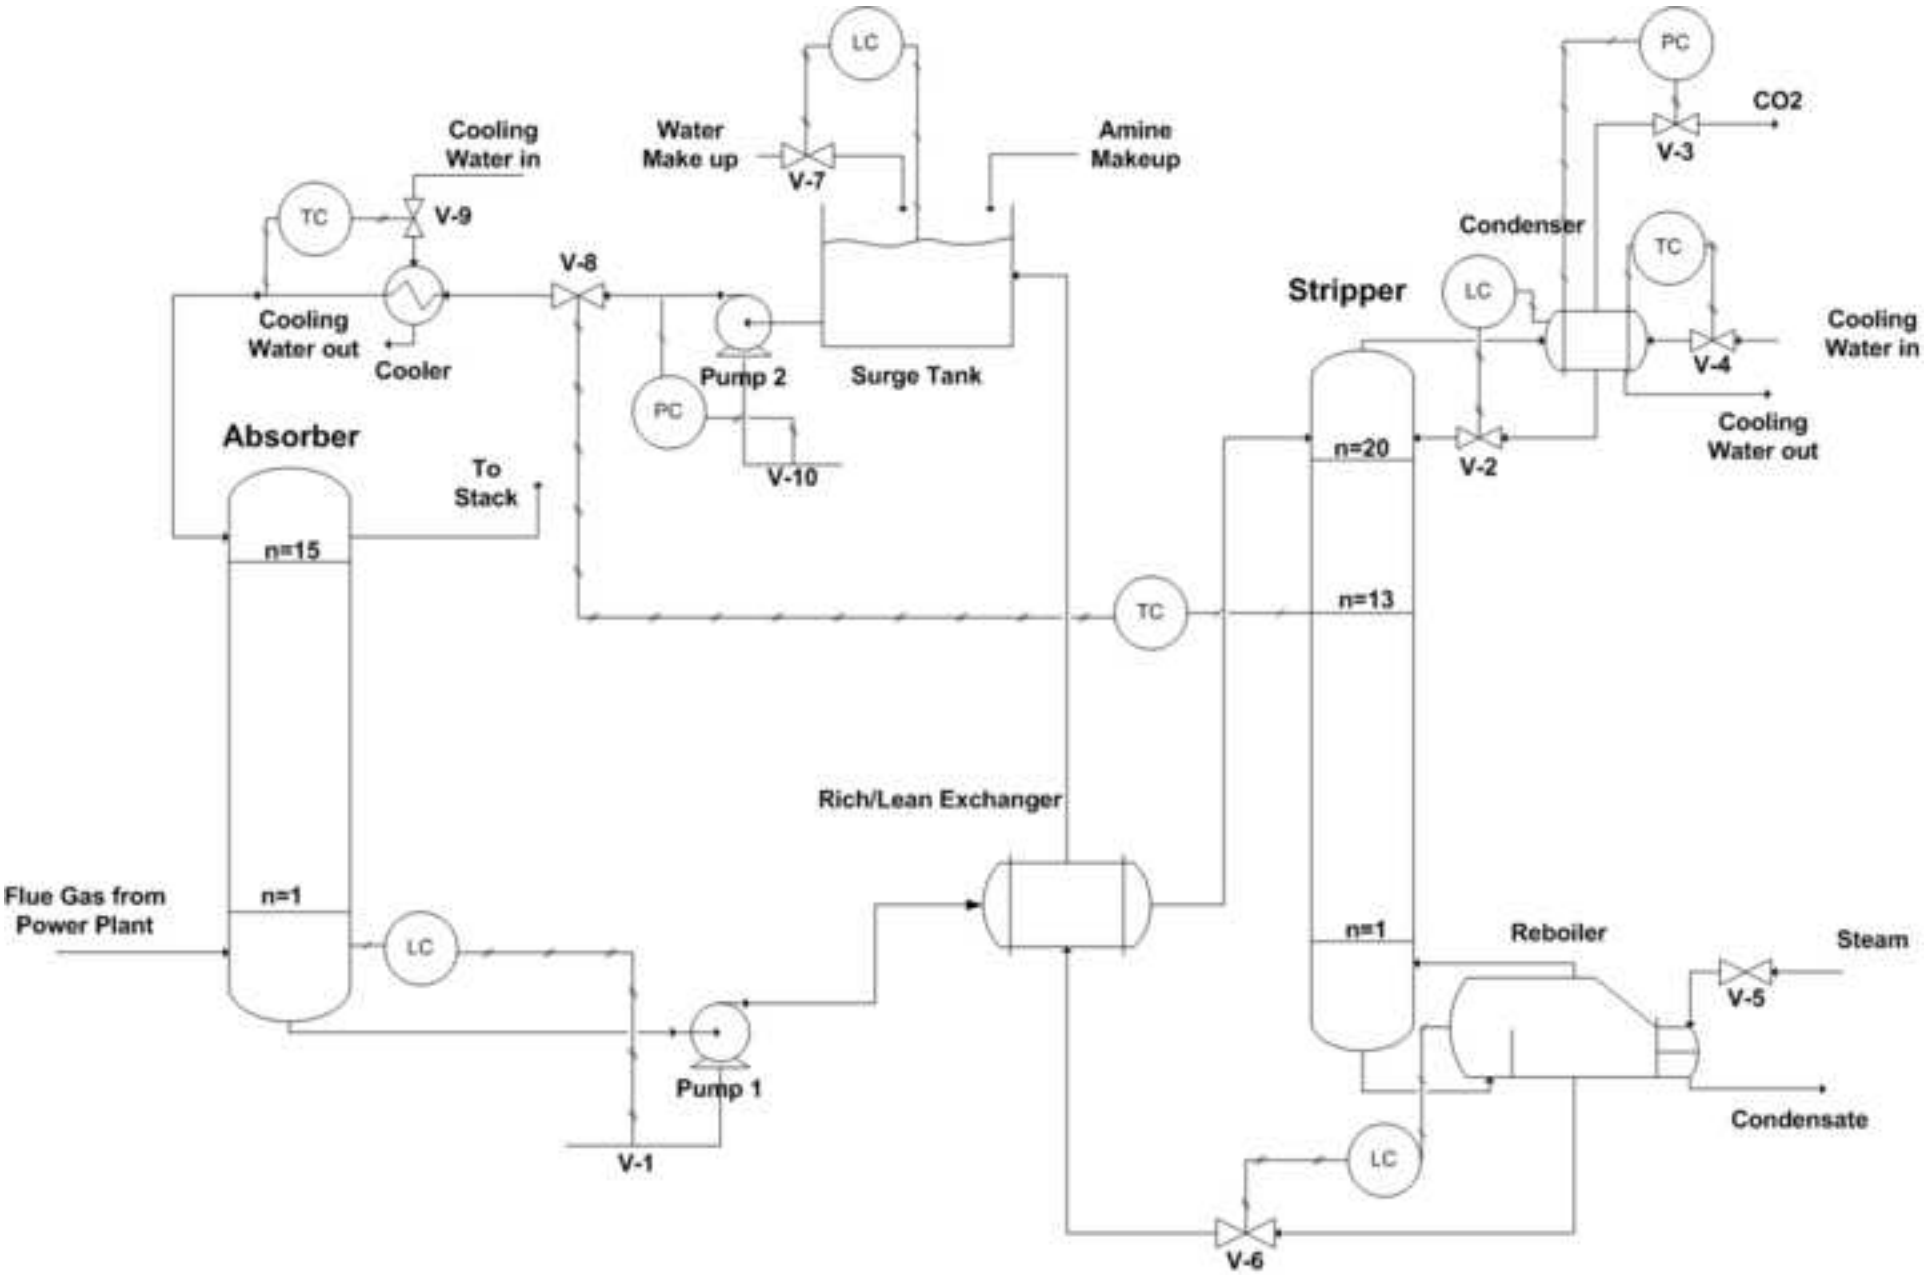 LC
PC
CO2
V-3
Cooling
Water in
Water
Make up
V-7
Amine
Makeup
TC
V-9
Condenser
TC
V-8
LC
Stripper
Cooling
Water out
Cooler
Cooling
Water in
V-4
Pump 2
Surge Tank
PC
Cooling
Water out
Absorber
To
Stack
V-10
n=20
V-2
n=15
TC
n=13
Rich/Lean Exchanger
Flue Gas from
Power Plant
n=1
LC
n=1
Reboiler
Steam
V-5
Pump 1
Condensate
V-1
LC
V-6